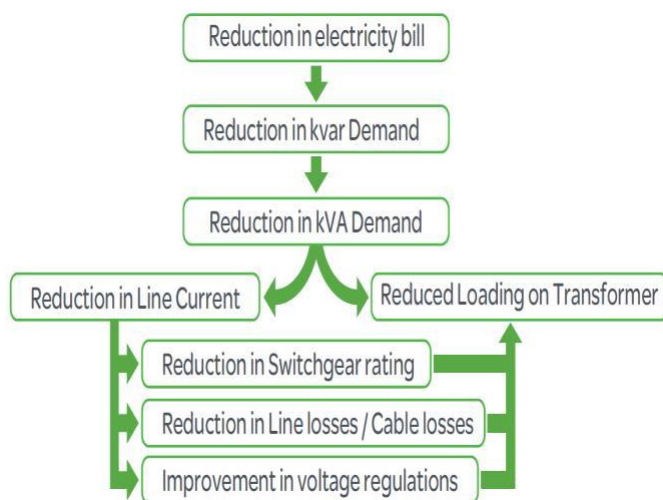 Reduction in electricity bill
Reduction in kvar Demand
Reduction in kVA Demand
Reduction in Line Current
Reduced Loading on Transformer
Reduction in Switchgear rating
Reduction in Line losses / Cable losses
Improvement in voltage regulations